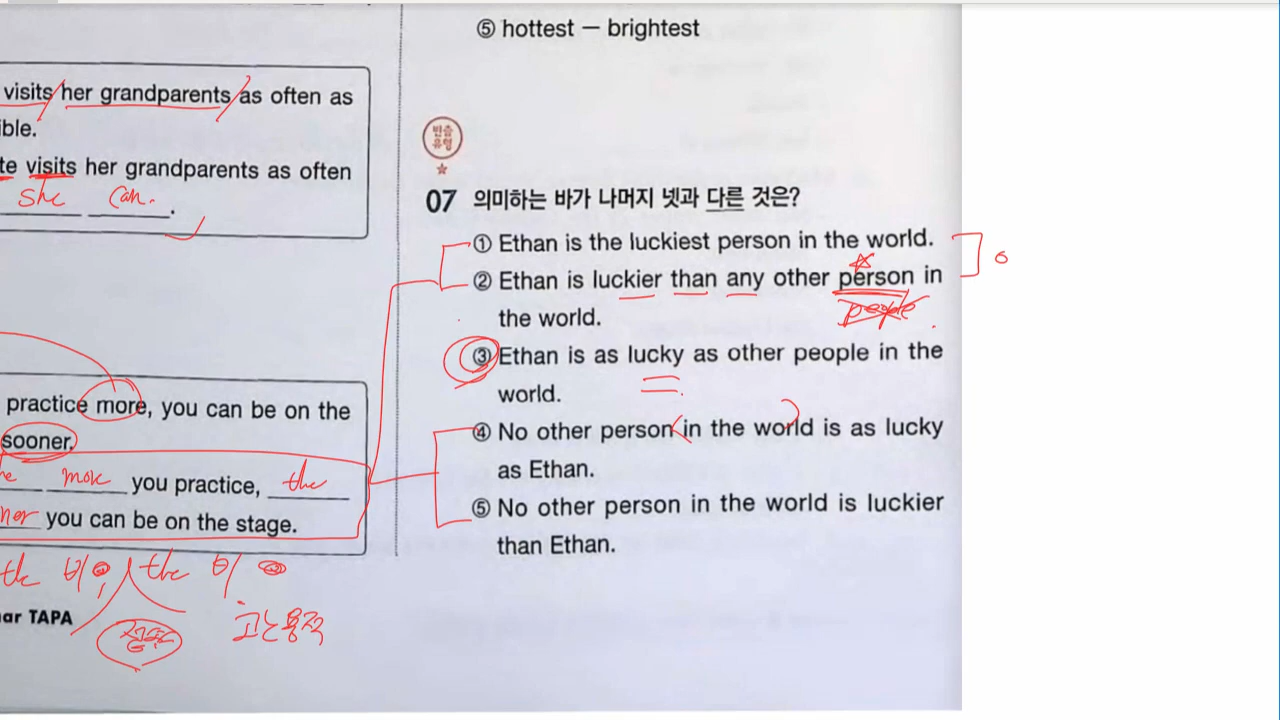 visits her grandparents as often as
ible.
te visits her grandparents as often
she can.
practice more, you can be on the
sooner.
more you practice, the
you can be on the stage.
the 비 the 비
ar TAPA
⑤ hottest – brightest
빈출
유형
07 의미하는 바가 나머지 넷과 다른 것은?
① Ethan is the luckiest person in the world.
② Ethan is luckier than any other person in
people
the world.
③ Ethan is as lucky as other people in the
world.
④ No other person in the world is as lucky
as Ethan.
⑤ No other person in the world is luckier
than Ethan.